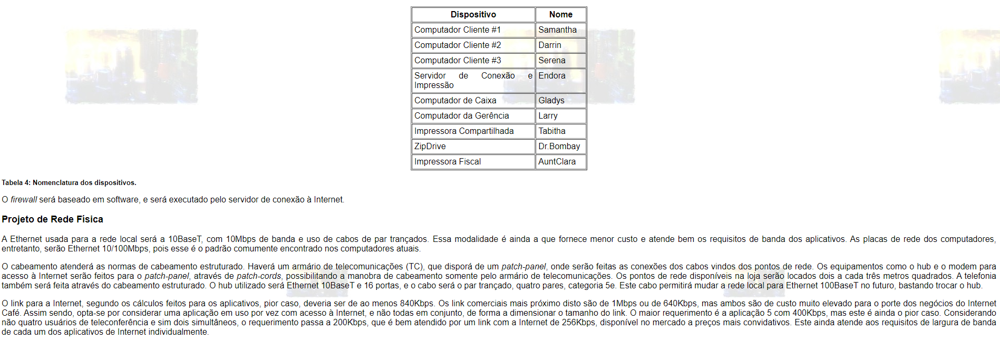 Dispositivo Nome
Computador Cliente #1 Samantha
Computador Cliente #2 Darrin
Computador Cliente #3 Serena
Servidor de Conexão e Endora
Impressão
Computador de Caixa Gladys
Computador da Gerência Larry
Impressora Compartilhada Tabitha
ZipDrive Dr.Bombay
Impressora Fiscal AuntClara
Tabela 4: Nomenclatura dos dispositivos.
O firewall será baseado em software, e será executado pelo servidor de conexão à Internet.
Projeto de Rede Física
A Ethernet usada para a rede local será a 10BaseT, com 10Mbps de banda e uso de cabos de par trançados. Essa modalidade é ainda a que fornece menor custo e atende bem os requisitos de banda dos aplicativos. As placas de rede dos computadores,
entretanto, serão Ethernet 10/100Mbps, pois esse é o padrão comumente encontrado nos computadores atuais.
O cabeamento atenderá as normas de cabeamento estruturado. Haverá um armário de telecomunicações (TC), que disporá de um patch-panel, onde serão feitas as conexões dos cabos vindos dos pontos de rede. Os equipamentos como o hub e o modem para
acesso à Internet serão feitos para o patch-panel, através de patch-cords, possibilitando a manobra de cabeamento somente pelo armário de telecomunicações. Os pontos de rede disponíveis na loja serão locados dois a cada três metros quadrados. A telefonia
também será feita através do cabeamento estruturado. O hub utilizado será Ethernet 10BaseT e 16 portas, e o cabo será o par trançado, quatro pares, categoria 5e. Este cabo permitirá mudar a rede local para Ethernet 100BaseT no futuro, bastando trocar o hub.
O link para a Internet, segundo os cálculos feitos para os aplicativos, pior caso, deveria ser de ao menos 840Kbps. Os link comerciais mais próximo disto são de 1Mbps ou de 640Kbps, mas ambos são de custo muito elevado para o porte dos negócios do Internet
Café. Assim sendo, opta-se por considerar uma aplicação em uso por vez com acesso à Internet, e não todas em conjunto, de forma a dimensionar o tamanho do link. O maior requerimento é a aplicação 5 com 400Kbps, mas este é ainda o pior caso. Considerando
não quatro usuários de teleconferência e sim dois simultâneos, o requerimento passa a 200Kbps, que é bem atendido por um link com a Internet de 256Kbps, disponível no mercado a preços mais convidativos. Este ainda atende aos requisitos de largura de banda
de cada um dos aplicativos de Internet individualmente.